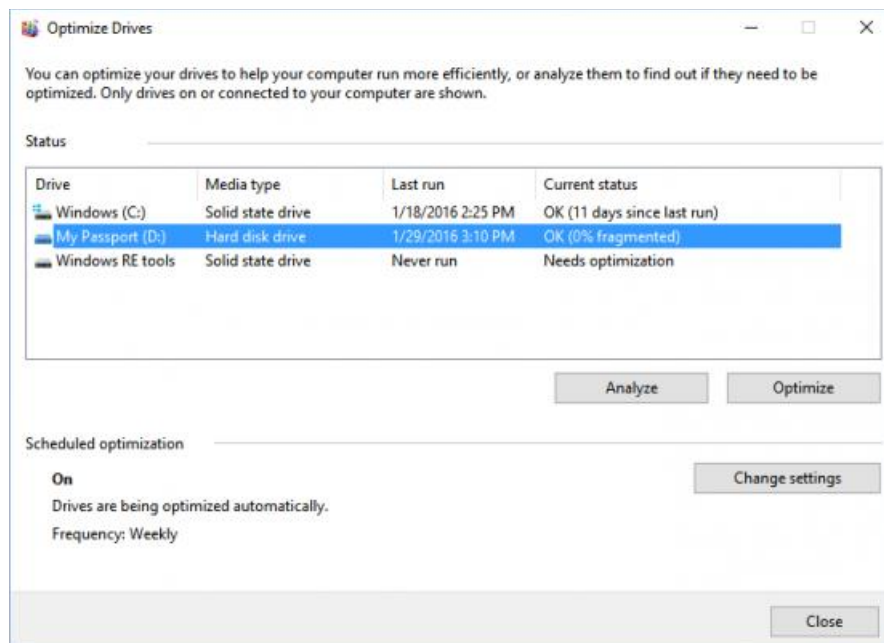 Optimize Drives
You can optimize your drives to help your computer run more efficiently, or analyze them to find out if they need to be
optimized. Only drives on or connected to your computer are shown.
Status
Drive Media type Last run Current status
Windows (C:) Solid state drive 1/18/2016 2:25 PM OK (11 days since last run)
My Passport (D:) Hard disk drive 1/29/2016 3:10 PM OK (0% fragmented)
Windows RE tools Solid state drive Never run Needs optimization
Analyze Optimize
Scheduled optimization
On Change settings
Drives are being optimized automatically.
Frequency: Weekly
Close